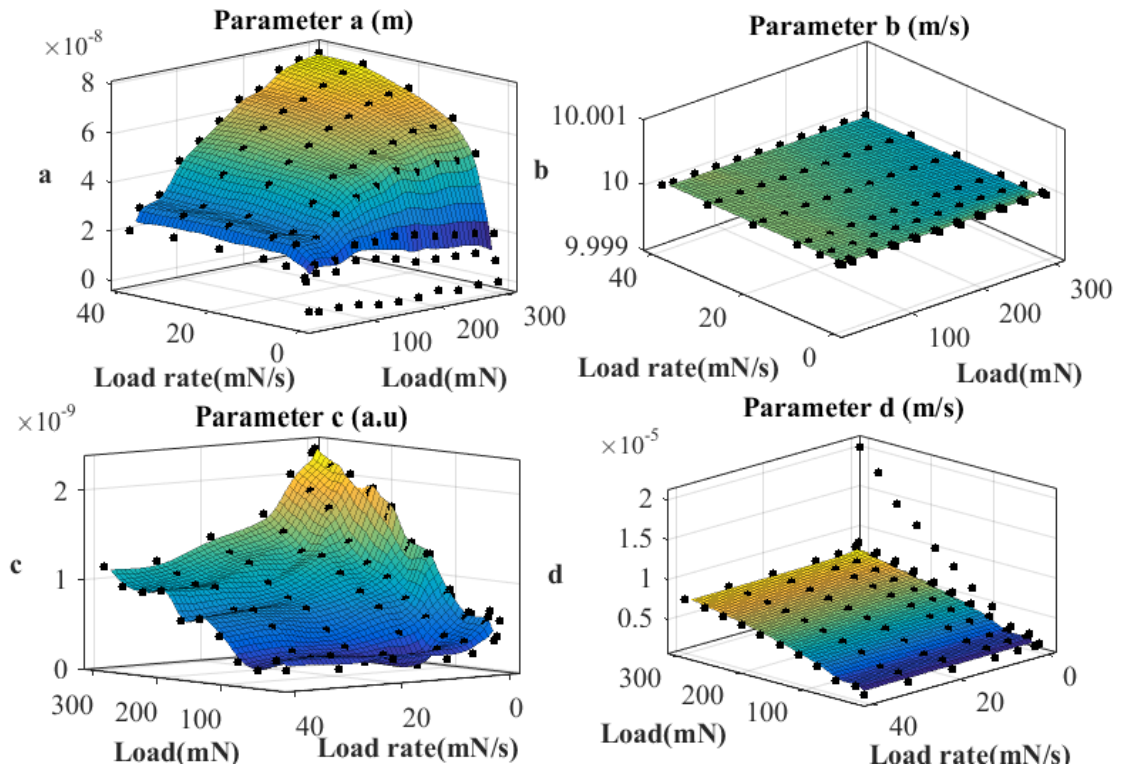 Parameter a (m)
×10-8
8
6
a
4
2
0
40
20
0
100
200
300
Load rate(mN/s)
Load(mN)
Parameter b (m/s)
10.001
b
10
9.999
40
20
0
100
200
300
Load rate(mN/s)
Load(mN)
Parameter c (a.u)
×10-9
2
c
1
0
300
200
100
40
20
0
Load(mN)
Load rate(mN/s)
Parameter d (m/s)
×10-5
2
1.5
d
1
0.5
300
200
100
40
20
0
Load(mN)
Load rate(mN/s)